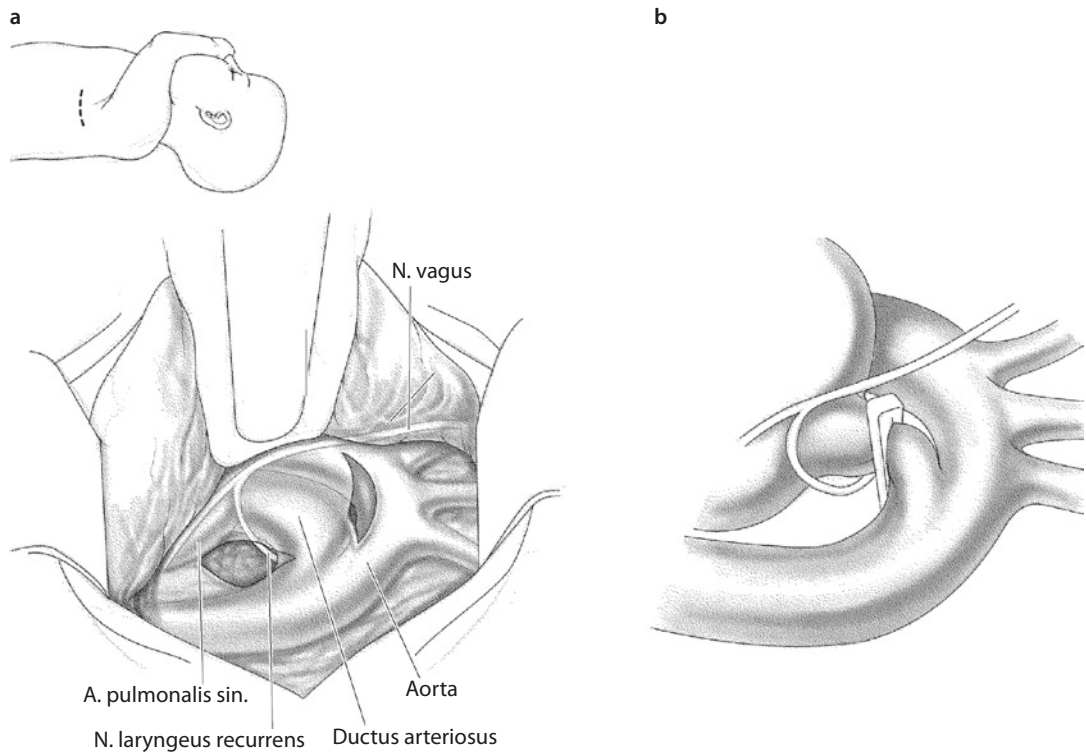 a
b
N. vagus
A. pulmonalis sin.
Aorta
N. laryngeus recurrens
Ductus arteriosus